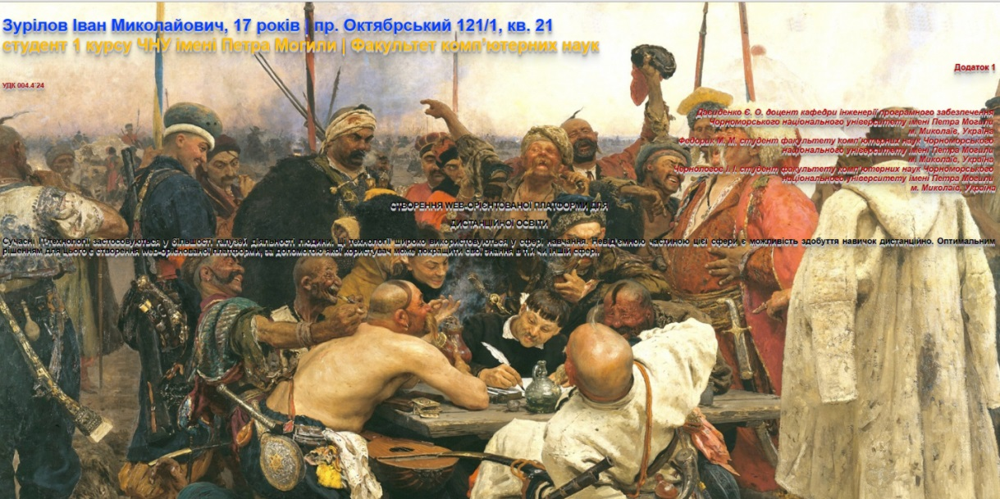 Зурілов Іван Миколайович, 17 років | пр. Октябрський 121/1, кв. 21
студент 1 курсу ЧНУ імені Петра Могили | Факультет комп'ютерних наук
Додаток 1
УДК 004.4`24
Давиденко Є. О. доцент кафедри інженерії програмного забезпечення
Чорноморського національного університету імені Петра Могили
м. Миколаїв, Україна
Федорик М. М. студент факультету комп'ютерних наук Чорноморського
національного університету імені Петра Могили
м. Миколаїв, Україна
І. І. студент факультету комп'ютерних наук Чорноморського
національного університету імені Петра Могили
м. Миколаїв, Україна
СТВОРЕННЯ WEB-ОРІЄНТОВАНОЇ ПЛАТФОРМИ ДЛЯ
ДИСТАНЦІЙНОЇ ОСВІТИ
Сучасні ІТ-технології застосовуються у більшості галузей діяльності людини, ці технології широко використовуються у сфері навчання. Невід'ємною частиною цієї сфери є можливість здобуття навичок дистанційно. Оптимальним
рішенням для цього є створення web-орієнтованої платформи, за допомогою якої користувач може покращити свої знання в тій чи іншій сфері.